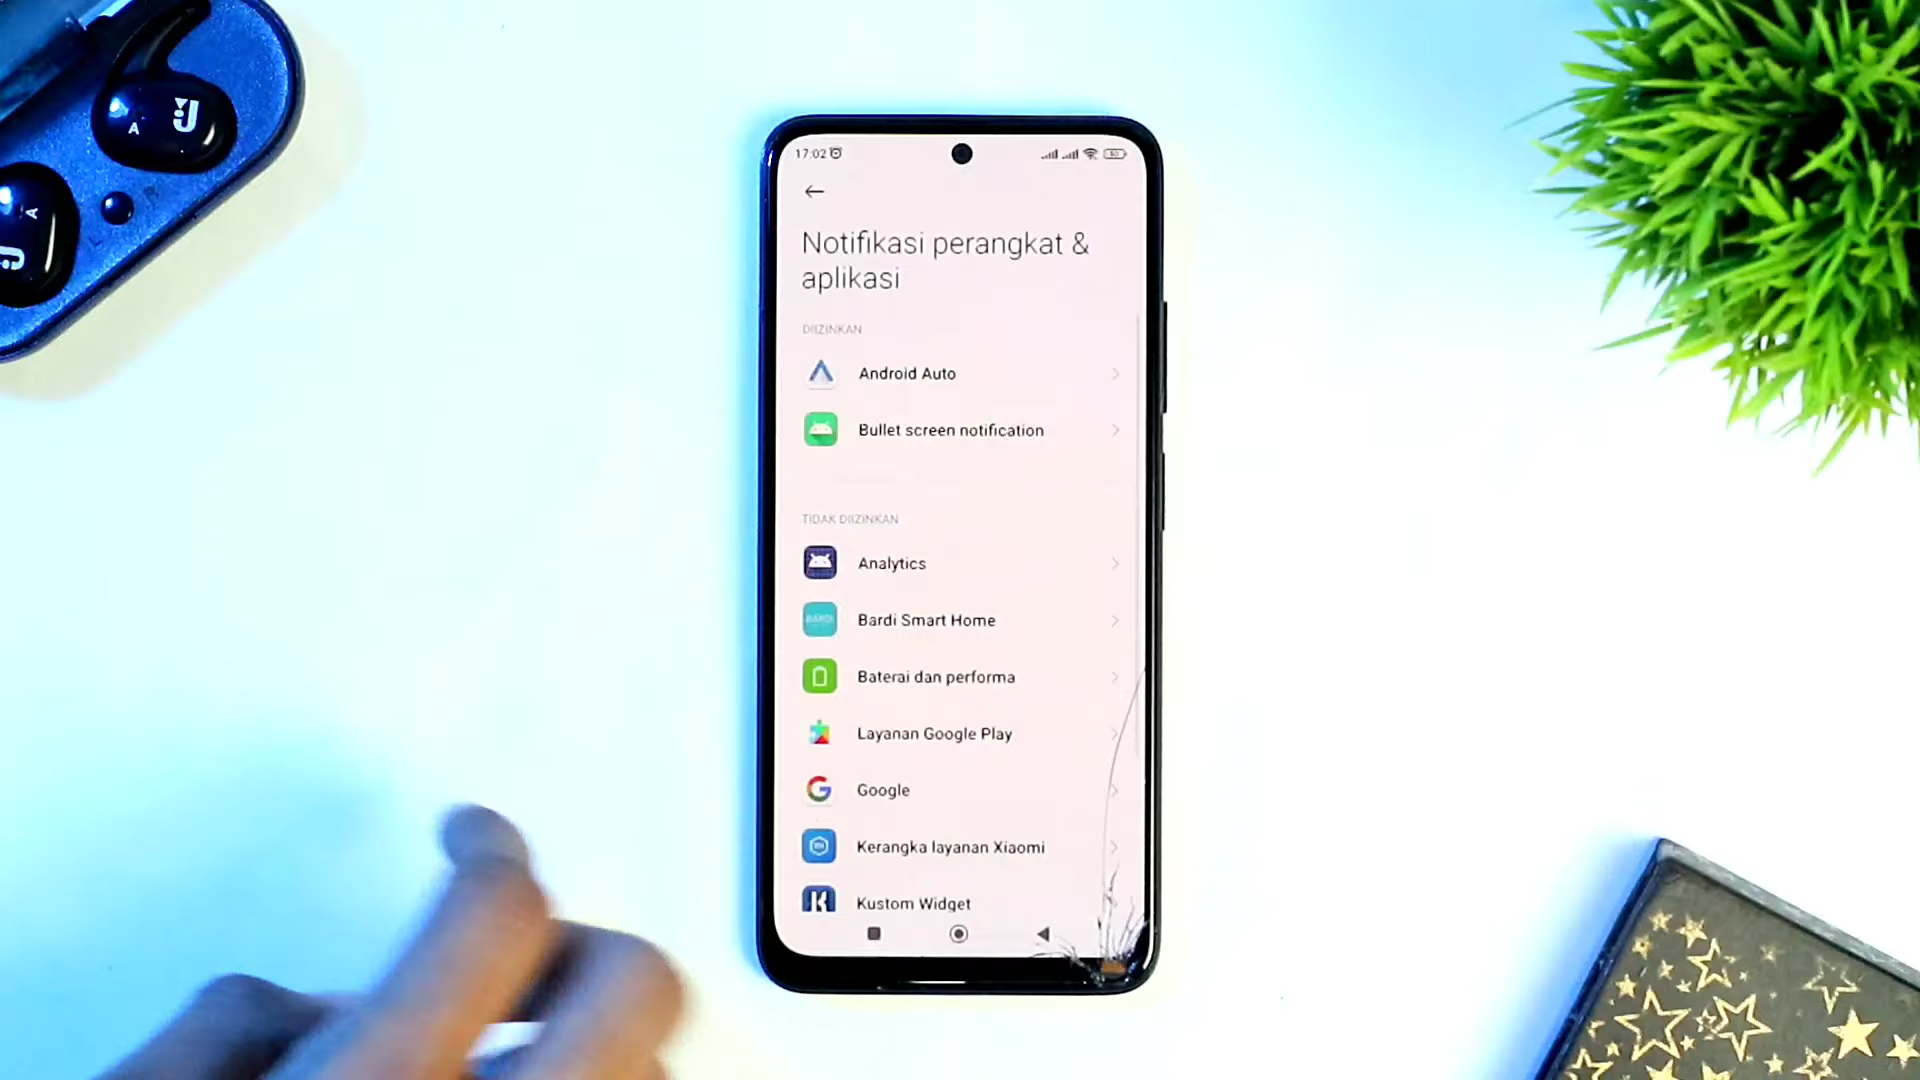 17:02
Notifikasi perangkat &
aplikasi
DIIZINKAN
Android Auto
Bullet screen notification
TIDAK DIIZINKAN
Analytics
BARDI
Bardi Smart Home
Baterai dan performa
Layanan Google Play
Google
Kerangka layanan Xiaomi
Kustom Widget
A
J
R
A
J
L